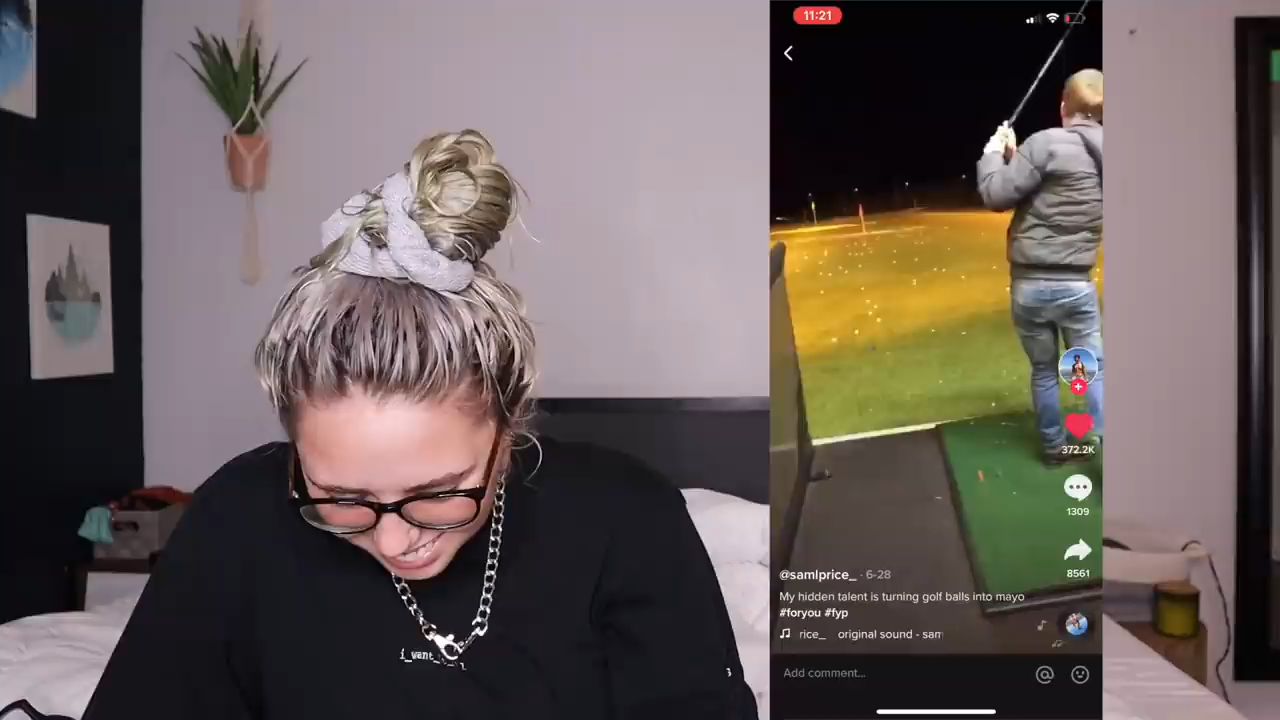 11:21
372.2K
1309
8561
@samlprice_ · 6-28
My hidden talent is turning golf balls into mayo
#foryou #fyp
rice_ original sound - sam
Add comment...
i_want_